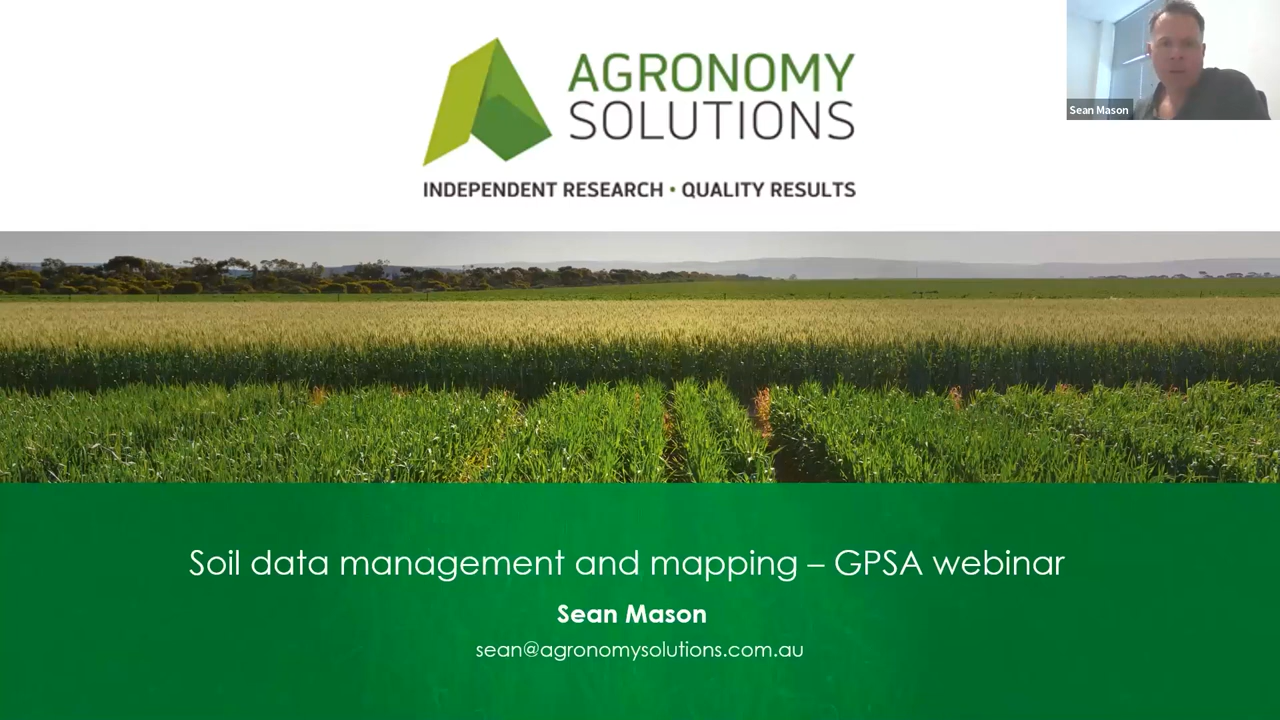 AGRONOMY
SOLUTIONS
INDEPENDENT RESEARCH • QUALITY RESULTS
Sean Mason
Soil data management and mapping – GPSA webinar
Sean Mason
sean@agronomysolutions.com.au